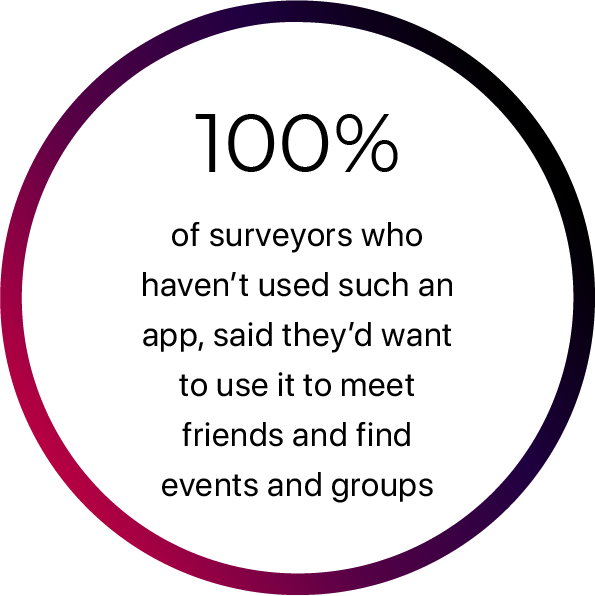 100%
of surveyors who
haven’t used such an
app, said they’d want
to use it to meet
friends and find
events and groups